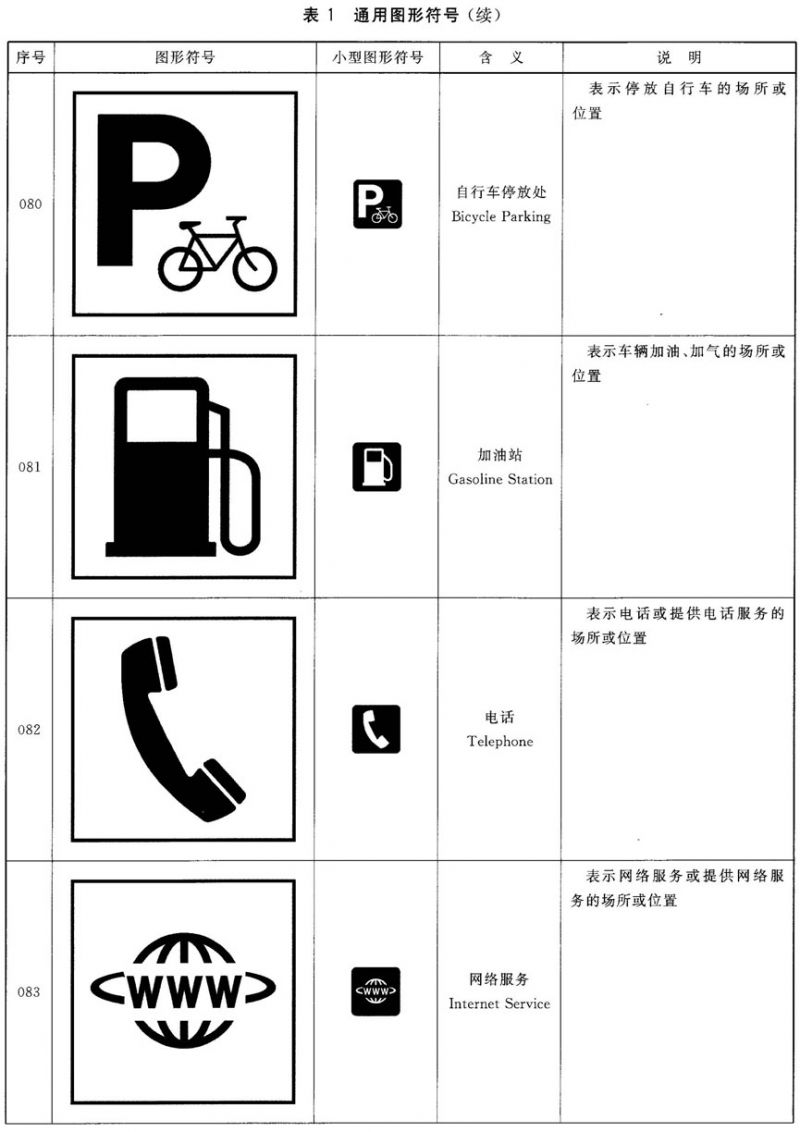 表 1 通用图形符号(续)
序号 图形符号 小型图形符号 含 义 说 明
080
P
P
自行车停放处
Bicycle Parking
表示停放自行车的场所或
位置
081
加油站
Gasoline Station
表示车辆加油、加气的场所或
位置
082
电话
Telephone
表示电话或提供电话服务的
场所或位置
083
WWW
WWW
网络服务
Internet Service
表示网络服务或提供网络服
务的场所或位置